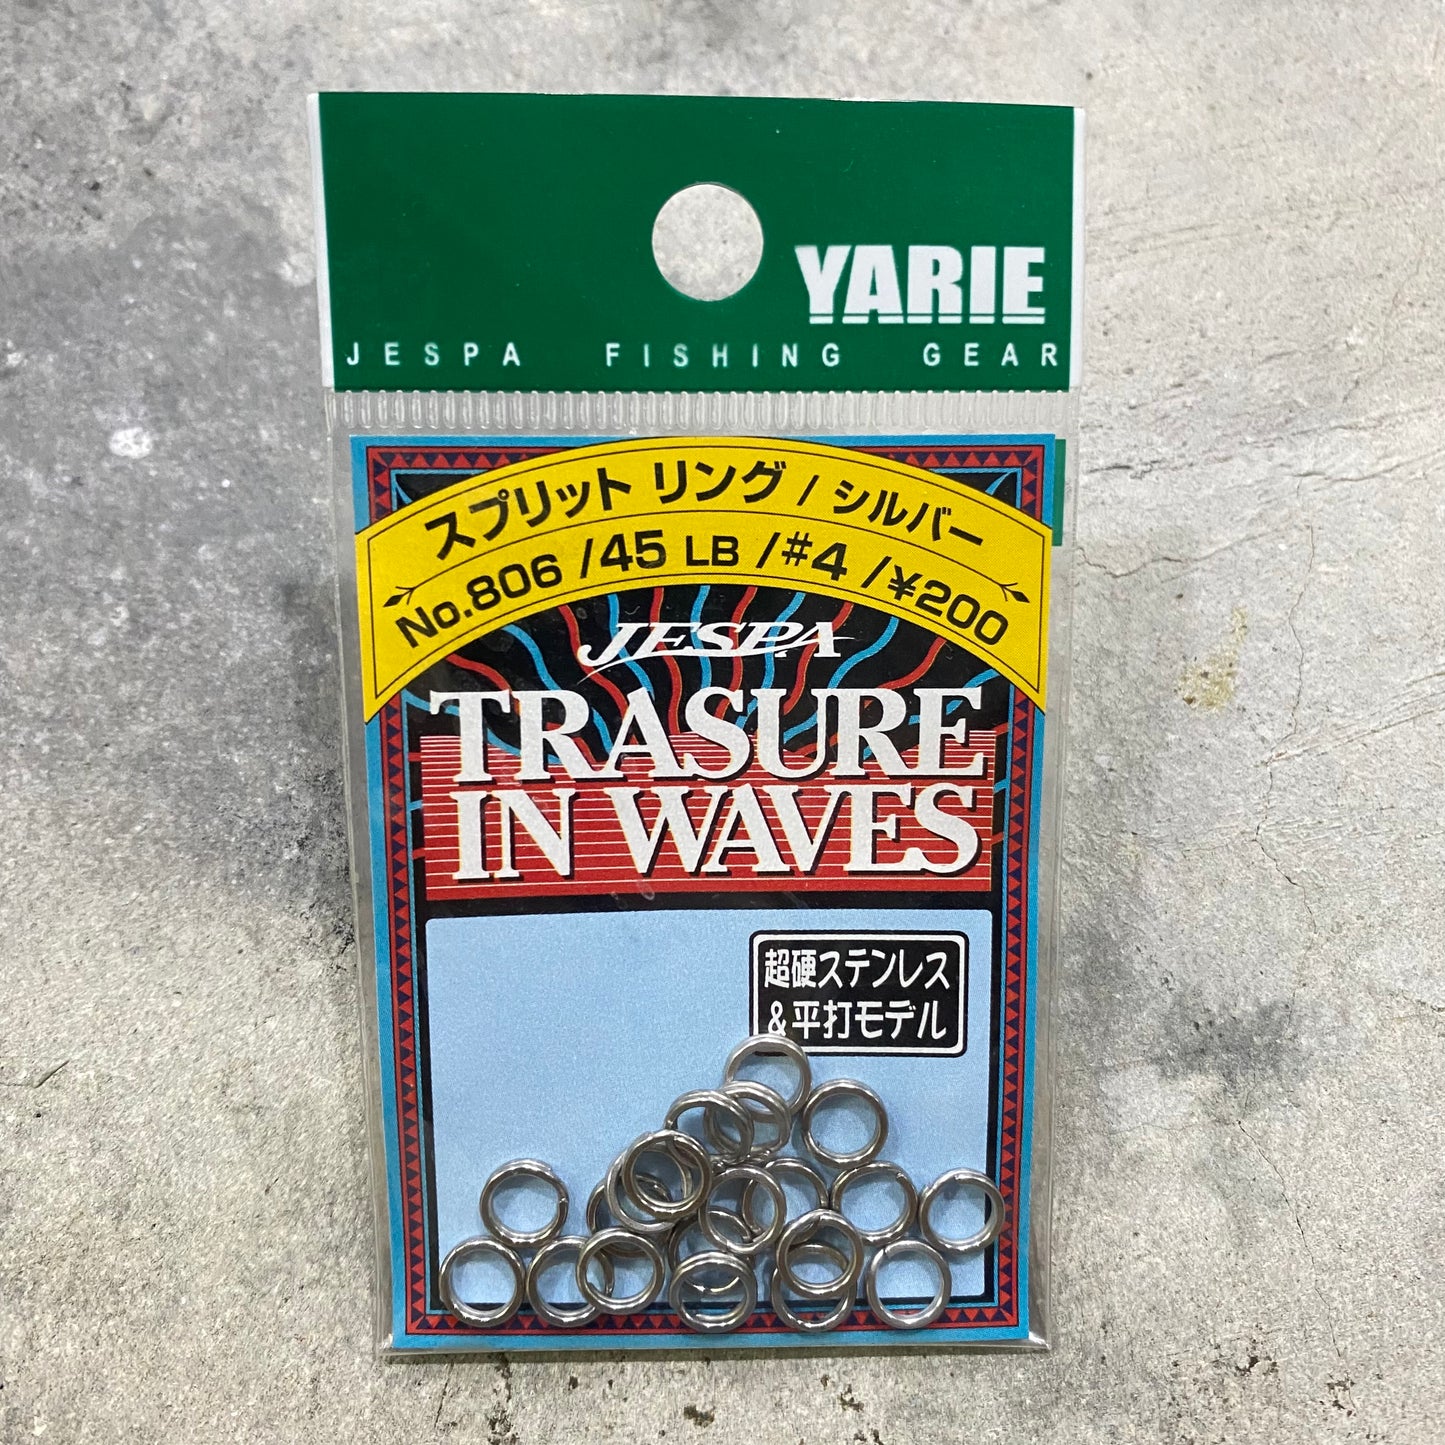 YARIE
JESPA FISHING GEAR
スプリット リング / シルバー
No.806 /45 LB /#4 /¥200
JESPA
TRASURE
IN WAVES
超硬ステンレス
&平打モデル